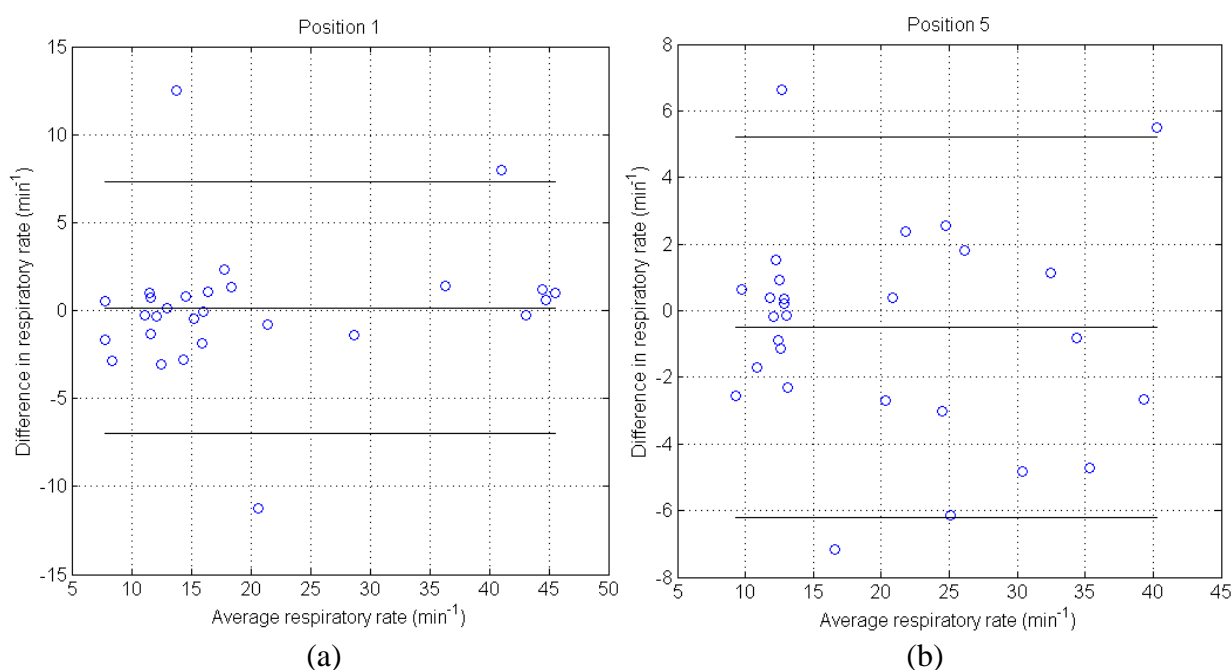 Position 1
15
10
5
0
-5
-10
-15
Difference in respiratory rate (min⁻¹)
5 10 15 20 25 30 35 40 45 50
Average respiratory rate (min⁻¹)
(a)
Position 5
8
6
4
2
0
-2
-4
-6
-8
Difference in respiratory rate (min⁻¹)
5 10 15 20 25 30 35 40 45
Average respiratory rate (min⁻¹)
(b)